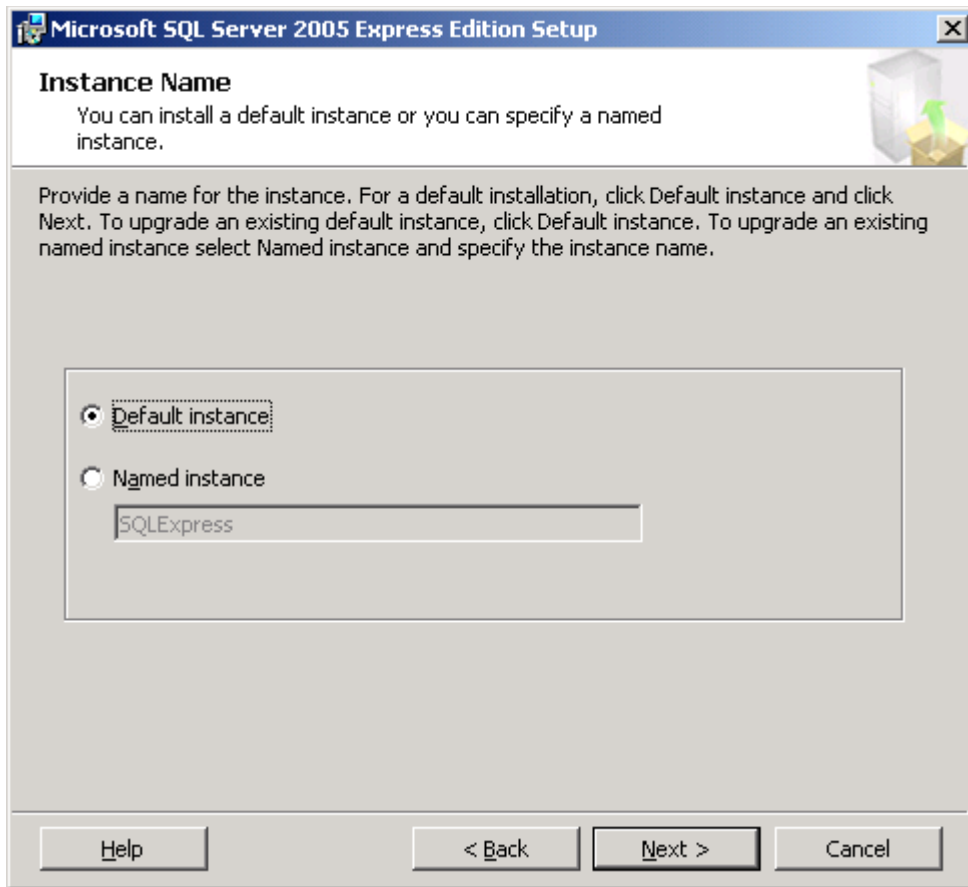 Microsoft SQL Server 2005 Express Edition Setup
Instance Name
You can install a default instance or you can specify a named
instance.
Provide a name for the instance. For a default installation, click Default instance and click
Next. To upgrade an existing default instance, click Default instance. To upgrade an existing
named instance select Named instance and specify the instance name.
Default instance
Named instance
SQLExpress
Help
< Back
Next >
Cancel